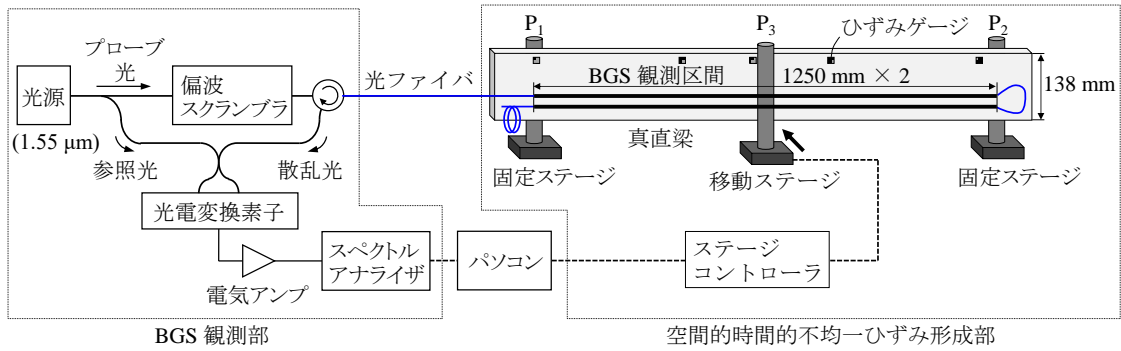 プローブ
光
光源
(1.55 μm)
偏波
スクランブラ
光ファイバ
参照光
散乱光
光電変換素子
電気アンプ
スペクトル
アナライザ
パソコン
ステージ
コントローラ
P1
P3
P2
ひずみゲージ
BGS 観測区間
1250 mm × 2
138 mm
真直梁
固定ステージ
移動ステージ
固定ステージ
BGS 観測部
空間的時間的不均一ひずみ形成部